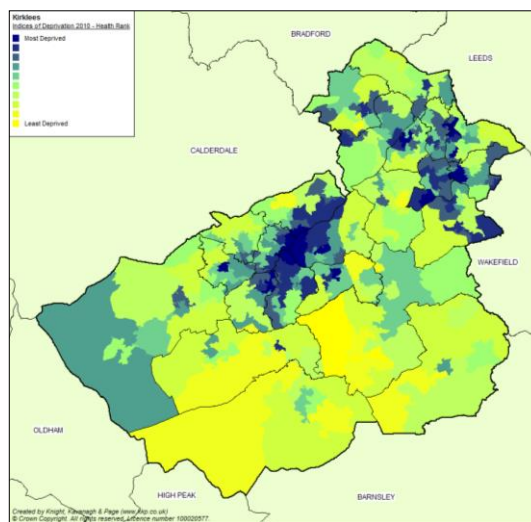 Kirklees
Indices of Deprivation 2010 - Health Rank
Most Deprived
Least Deprived
BRADFORD
LEEDS
CALDERDALE
WAKEFIELD
OLDHAM
HIGH PEAK
BARNSLEY
Created by Knight, Kavanagh & Page (www.kkp.co.uk)
© Crown Copyright. All rights reserved. Licence number 100020577.